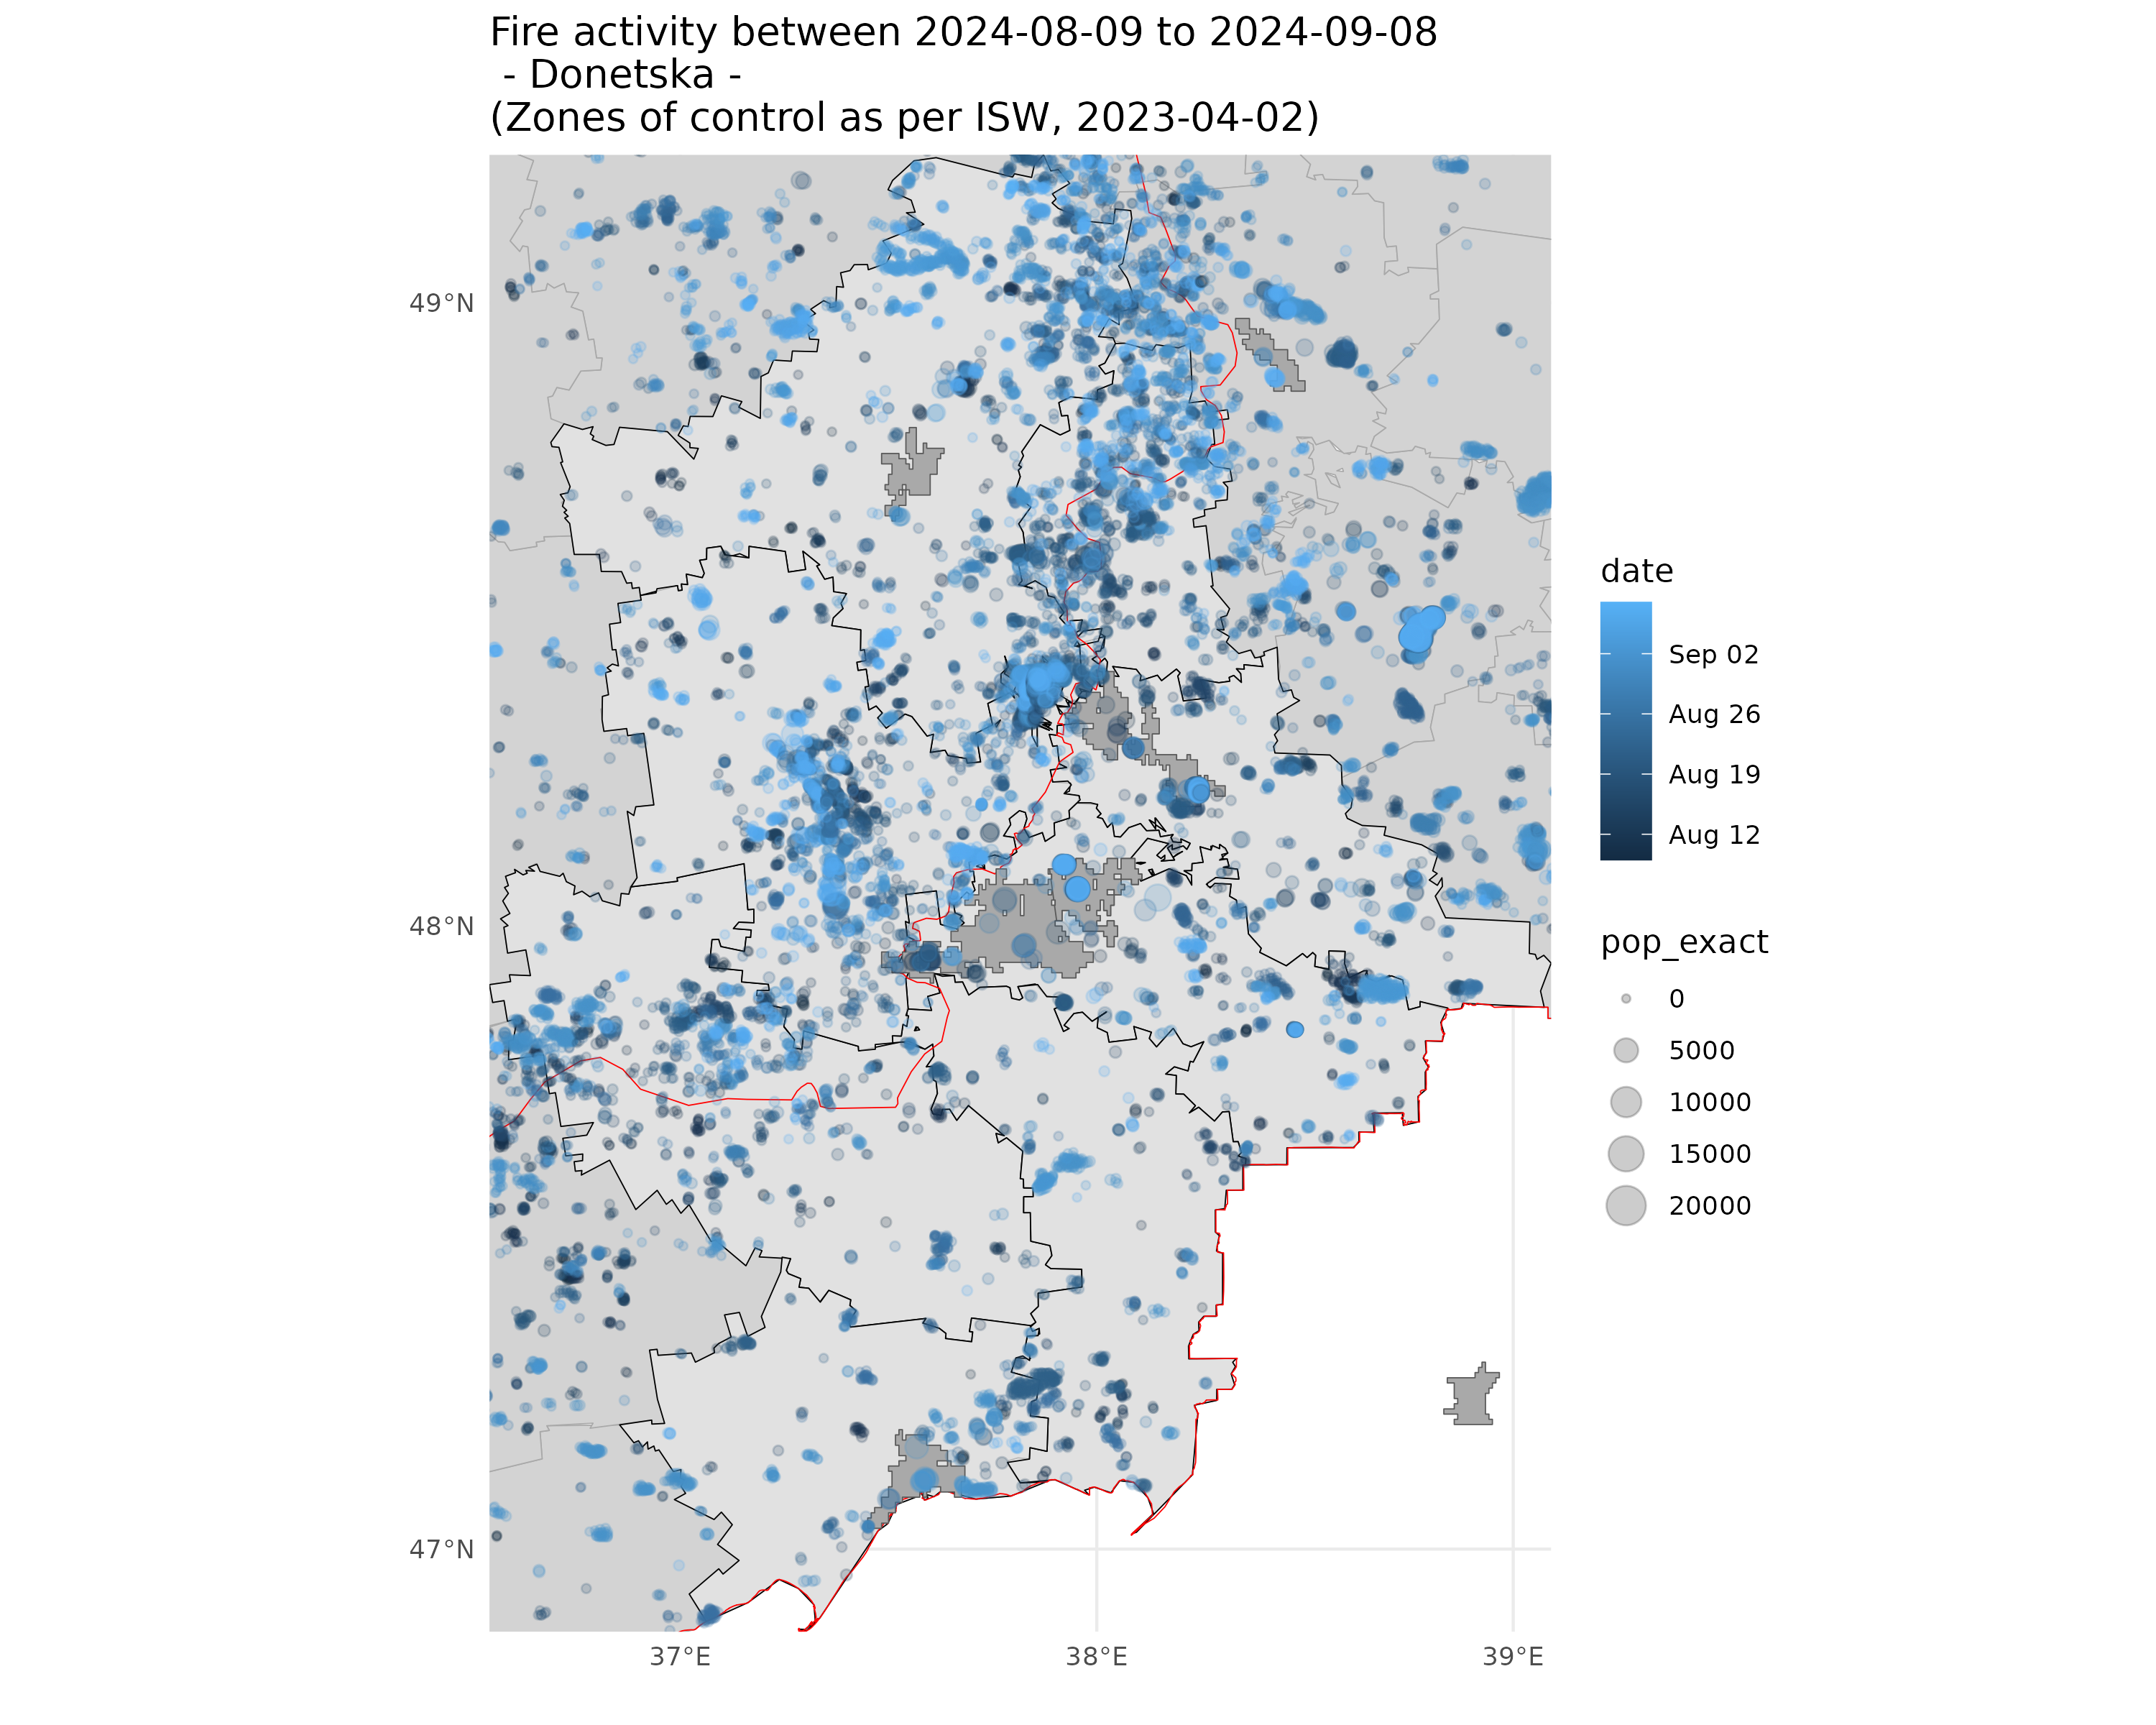 Fire activity between 2024-08-09 to 2024-09-08
- Donetska -
(Zones of control as per ISW, 2023-04-02)
49°N
48°N
47°N
37°E
38°E
39°E
date
Sep 02
Aug 26
Aug 19
Aug 12
pop_exact
0
5000
10000
15000
20000